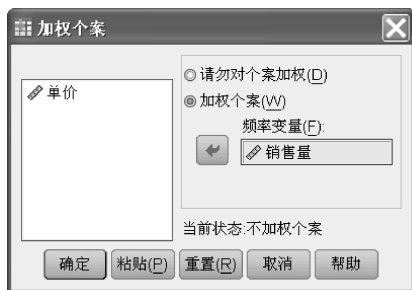 加权个案
单价
请勿对个案加权(D)
加权个案(W)
频率变量(F):
销售量
当前状态:不加权个案
确定 粘贴(P) 重置(R) 取消 帮助